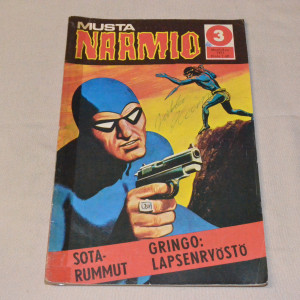 MUSTA
NAAMIO
3
SOTA-
RUMMUT
GRINGO:
LAPSENRYÖSTÖ